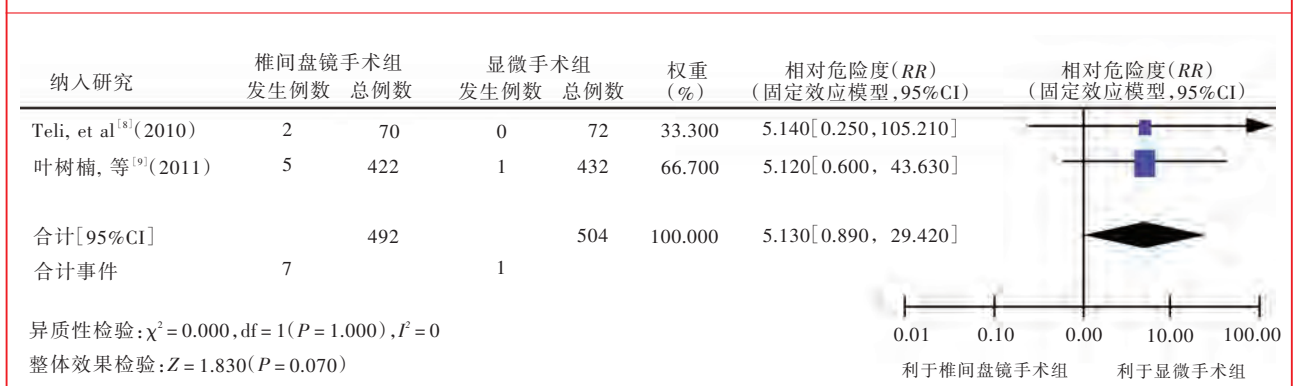 椎间盘镜手术组 显微手术组 权重 相对危险度(RR) 相对危险度(RR)
纳入研究 发生例数 总例数 发生例数 总例数 (%) (固定效应模型,95%CI) (固定效应模型,95%CI)
Teli, et al[8](2010) 2 70 0 72 33.300 5.140[0.250,105.210]
叶树楠, 等[9](2011) 5 422 1 432 66.700 5.120[0.600, 43.630]
合计[95%CI] 492 504 100.000 5.130[0.890, 29.420]
合计事件 7 1
异质性检验:χ²=0.000,df=1(P=1.000),I²=0
0.01 0.10 0.00 10.00 100.00
整体效果检验:Z=1.830(P=0.070)
利于椎间盘镜手术组 利于显微手术组